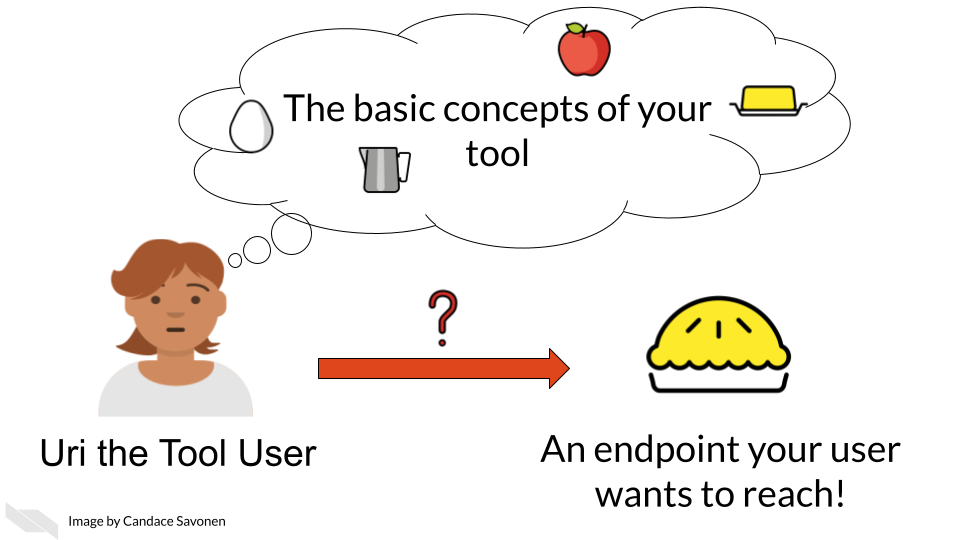 The basic concepts of your
tool
?
Uri the Tool User
An endpoint your user
wants to reach!
Image by Candace Savonen